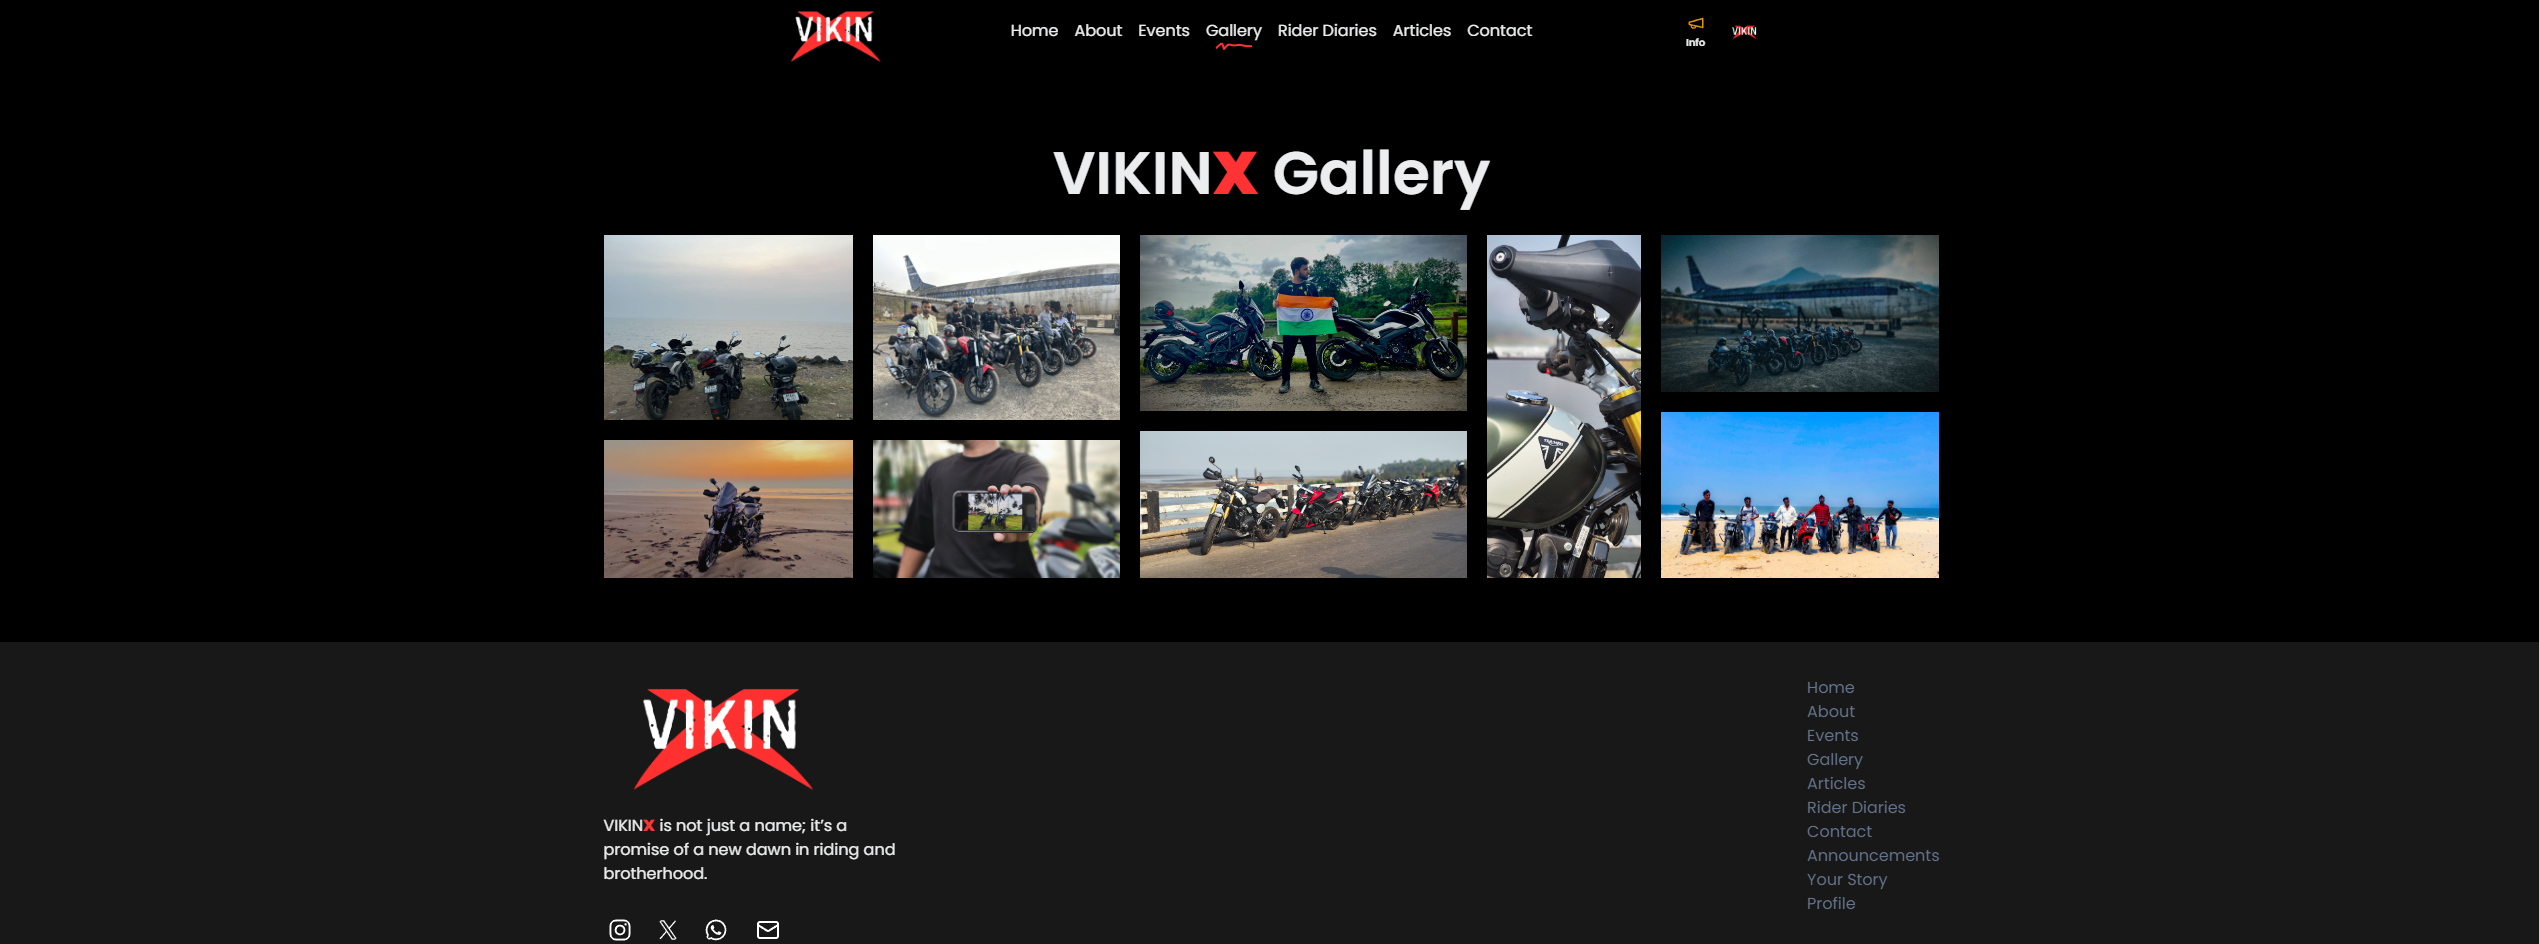 VIKIN
Home About Events Gallery Rider Diaries Articles Contact
Info
VIKIN
VIKINX Gallery
TRIUMPH
VIKIN
VIKINX is not just a name; it's a
promise of a new dawn in riding and
brotherhood.
Home
About
Events
Gallery
Articles
Rider Diaries
Contact
Announcements
Your Story
Profile